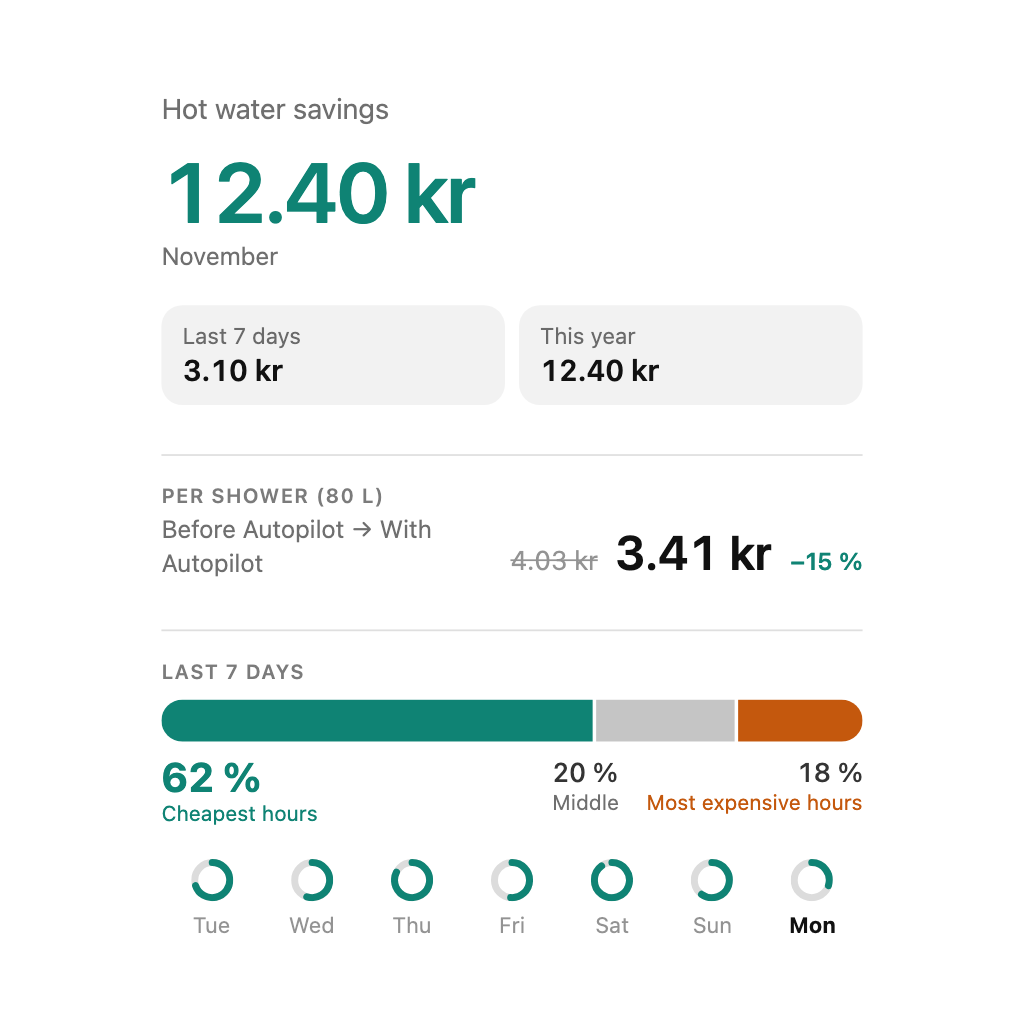 Hot water savings
12.40 kr
November
Last 7 days
3.10 kr
This year
12.40 kr
PER SHOWER (80 L)
Before Autopilot → With
Autopilot
4.03 kr 3.41 kr –15 %
LAST 7 DAYS
62 %
Cheapest hours
20 %
Middle
18 %
Most expensive hours
Tue Wed Thu Fri Sat Sun Mon